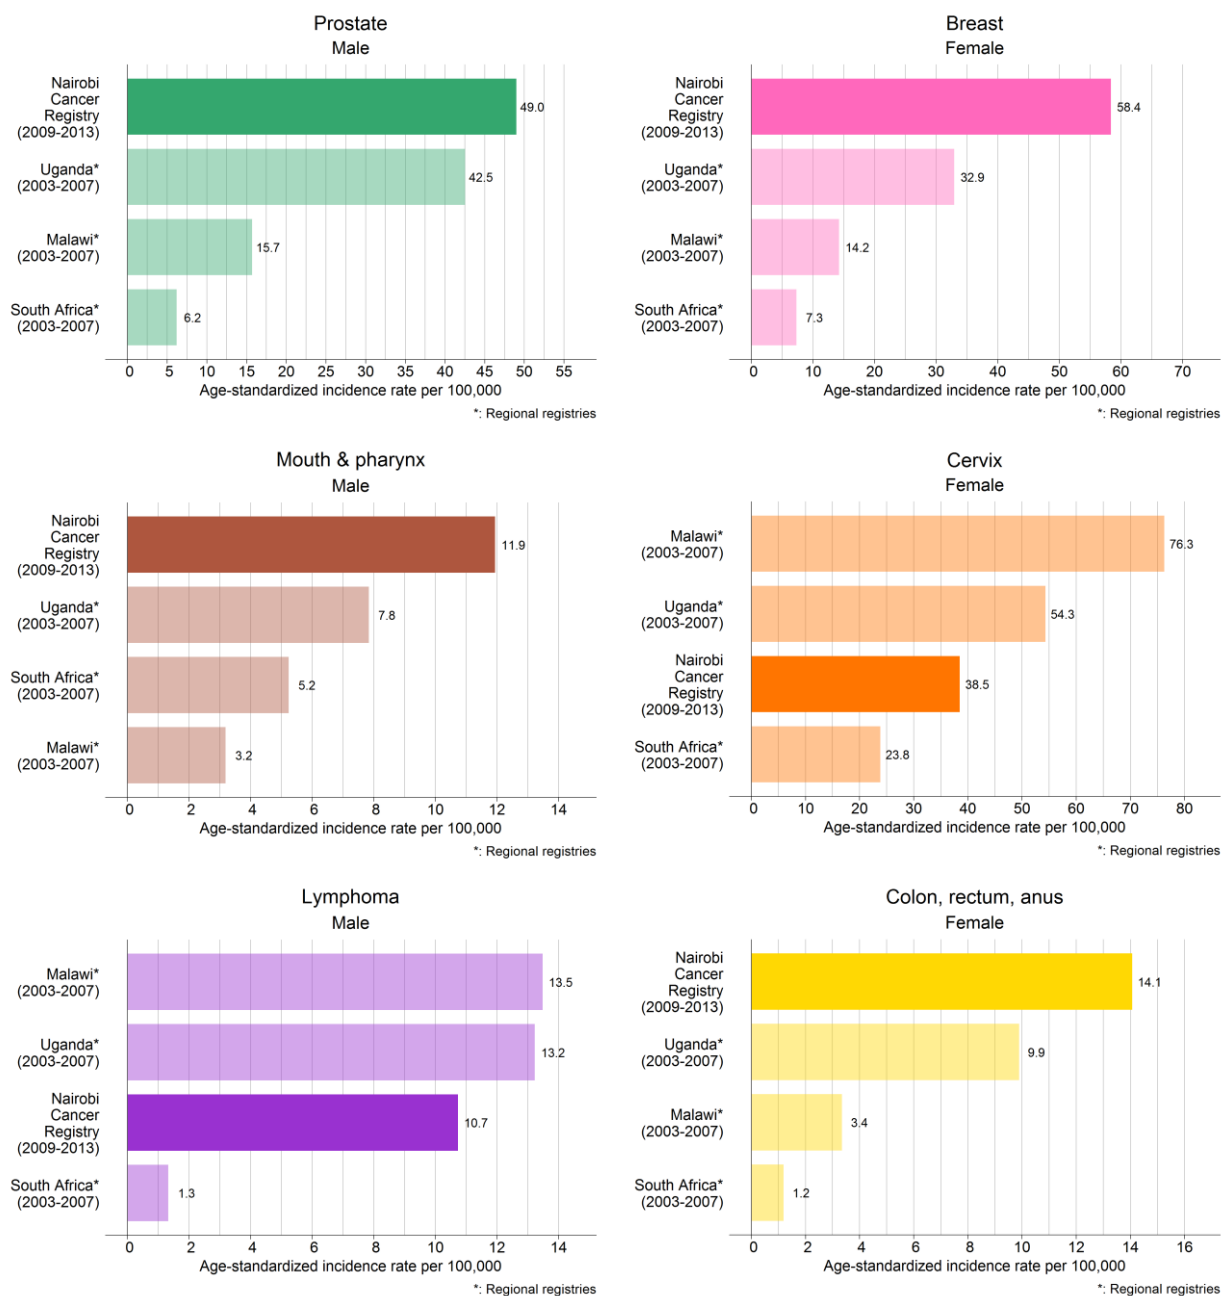 Prostate
Male
Nairobi
Cancer
Registry
(2009-2013)
49.0
Uganda*
(2003-2007)
42.5
Malawi*
(2003-2007)
15.7
South Africa*
(2003-2007)
6.2
0 5 10 15 20 25 30 35 40 45 50 55
Age-standardized incidence rate per 100,000
*: Regional registries
Breast
Female
Nairobi
Cancer
Registry
(2009-2013)
58.4
Uganda*
(2003-2007)
32.9
Malawi*
(2003-2007)
14.2
South Africa*
(2003-2007)
7.3
0 10 20 30 40 50 60 70
Age-standardized incidence rate per 100,000
*: Regional registries
Mouth & pharynx
Male
Nairobi
Cancer
Registry
(2009-2013)
11.9
Uganda*
(2003-2007)
7.8
South Africa*
(2003-2007)
5.2
Malawi*
(2003-2007)
3.2
0 2 4 6 8 10 12 14
Age-standardized incidence rate per 100,000
*: Regional registries
Cervix
Female
Malawi*
(2003-2007)
76.3
Uganda*
(2003-2007)
54.3
Nairobi
Cancer
Registry
(2009-2013)
38.5
South Africa*
(2003-2007)
23.8
0 10 20 30 40 50 60 70 80
Age-standardized incidence rate per 100,000
*: Regional registries
Lymphoma
Male
Malawi*
(2003-2007)
13.5
Uganda*
(2003-2007)
13.2
Nairobi
Cancer
Registry
(2009-2013)
10.7
South Africa*
(2003-2007)
1.3
0 2 4 6 8 10 12 14
Age-standardized incidence rate per 100,000
*: Regional registries
Colon, rectum, anus
Female
Nairobi
Cancer
Registry
(2009-2013)
14.1
Uganda*
(2003-2007)
9.9
Malawi*
(2003-2007)
3.4
South Africa*
(2003-2007)
1.2
0 2 4 6 8 10 12 14 16
Age-standardized incidence rate per 100,000
*: Regional registries